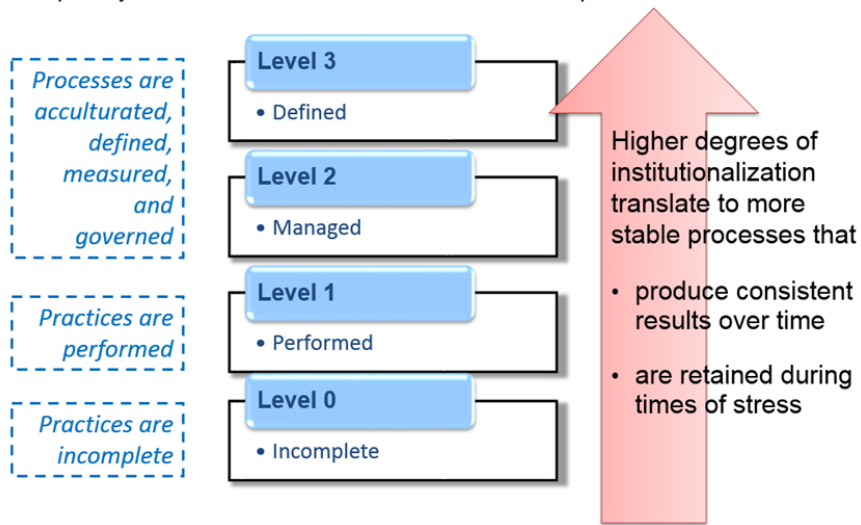 Level 3
• Defined
Level 2
• Managed
Level 1
• Performed
Level 0
• Incomplete
Processes are
acculturated,
defined,
measured,
and
governed
Practices are
performed
Practices are
incomplete
Higher degrees of
institutionalization
translate to more
stable processes that
• produce consistent
results over time
• are retained during
times of stress